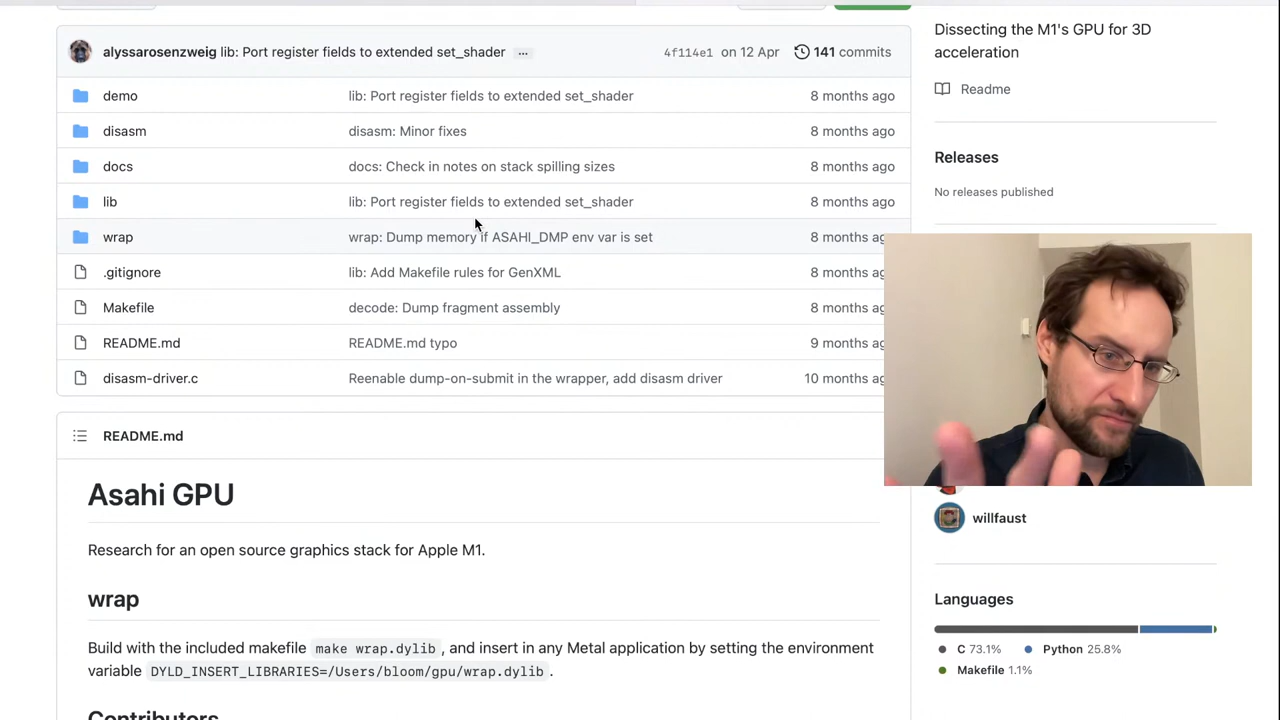 alyssarosenzweig lib: Port register fields to extended set_shader ... 4f114e1 on 12 Apr 141 commits
demo lib: Port register fields to extended set_shader 8 months ago
disasm disasm: Minor fixes 8 months ago
docs docs: Check in notes on stack spilling sizes 8 months ago
lib lib: Port register fields to extended set_shader 8 months ago
wrap wrap: Dump memory if ASAHI_DMP env var is set 8 months
.gitignore lib: Add Makefile rules for GenXML 8 months
Makefile decode: Dump fragment assembly 8 months
README.md README.md typo 9 months
disasm-driver.c Reenable dump-on-submit in the wrapper, add disasm driver 10 months
README.md
Asahi GPU
Research for an open source graphics stack for Apple M1.
wrap
Build with the included makefile make wrap.dylib , and insert in any Metal application by setting the environment
variable DYLD_INSERT_LIBRARIES=/Users/bloom/gpu/wrap.dylib .
Contributors
Dissecting the M1's GPU for 3D
acceleration
Readme
Releases
No releases published
willfaust
Languages
C 73.1% Python 25.8%
Makefile 1.1%